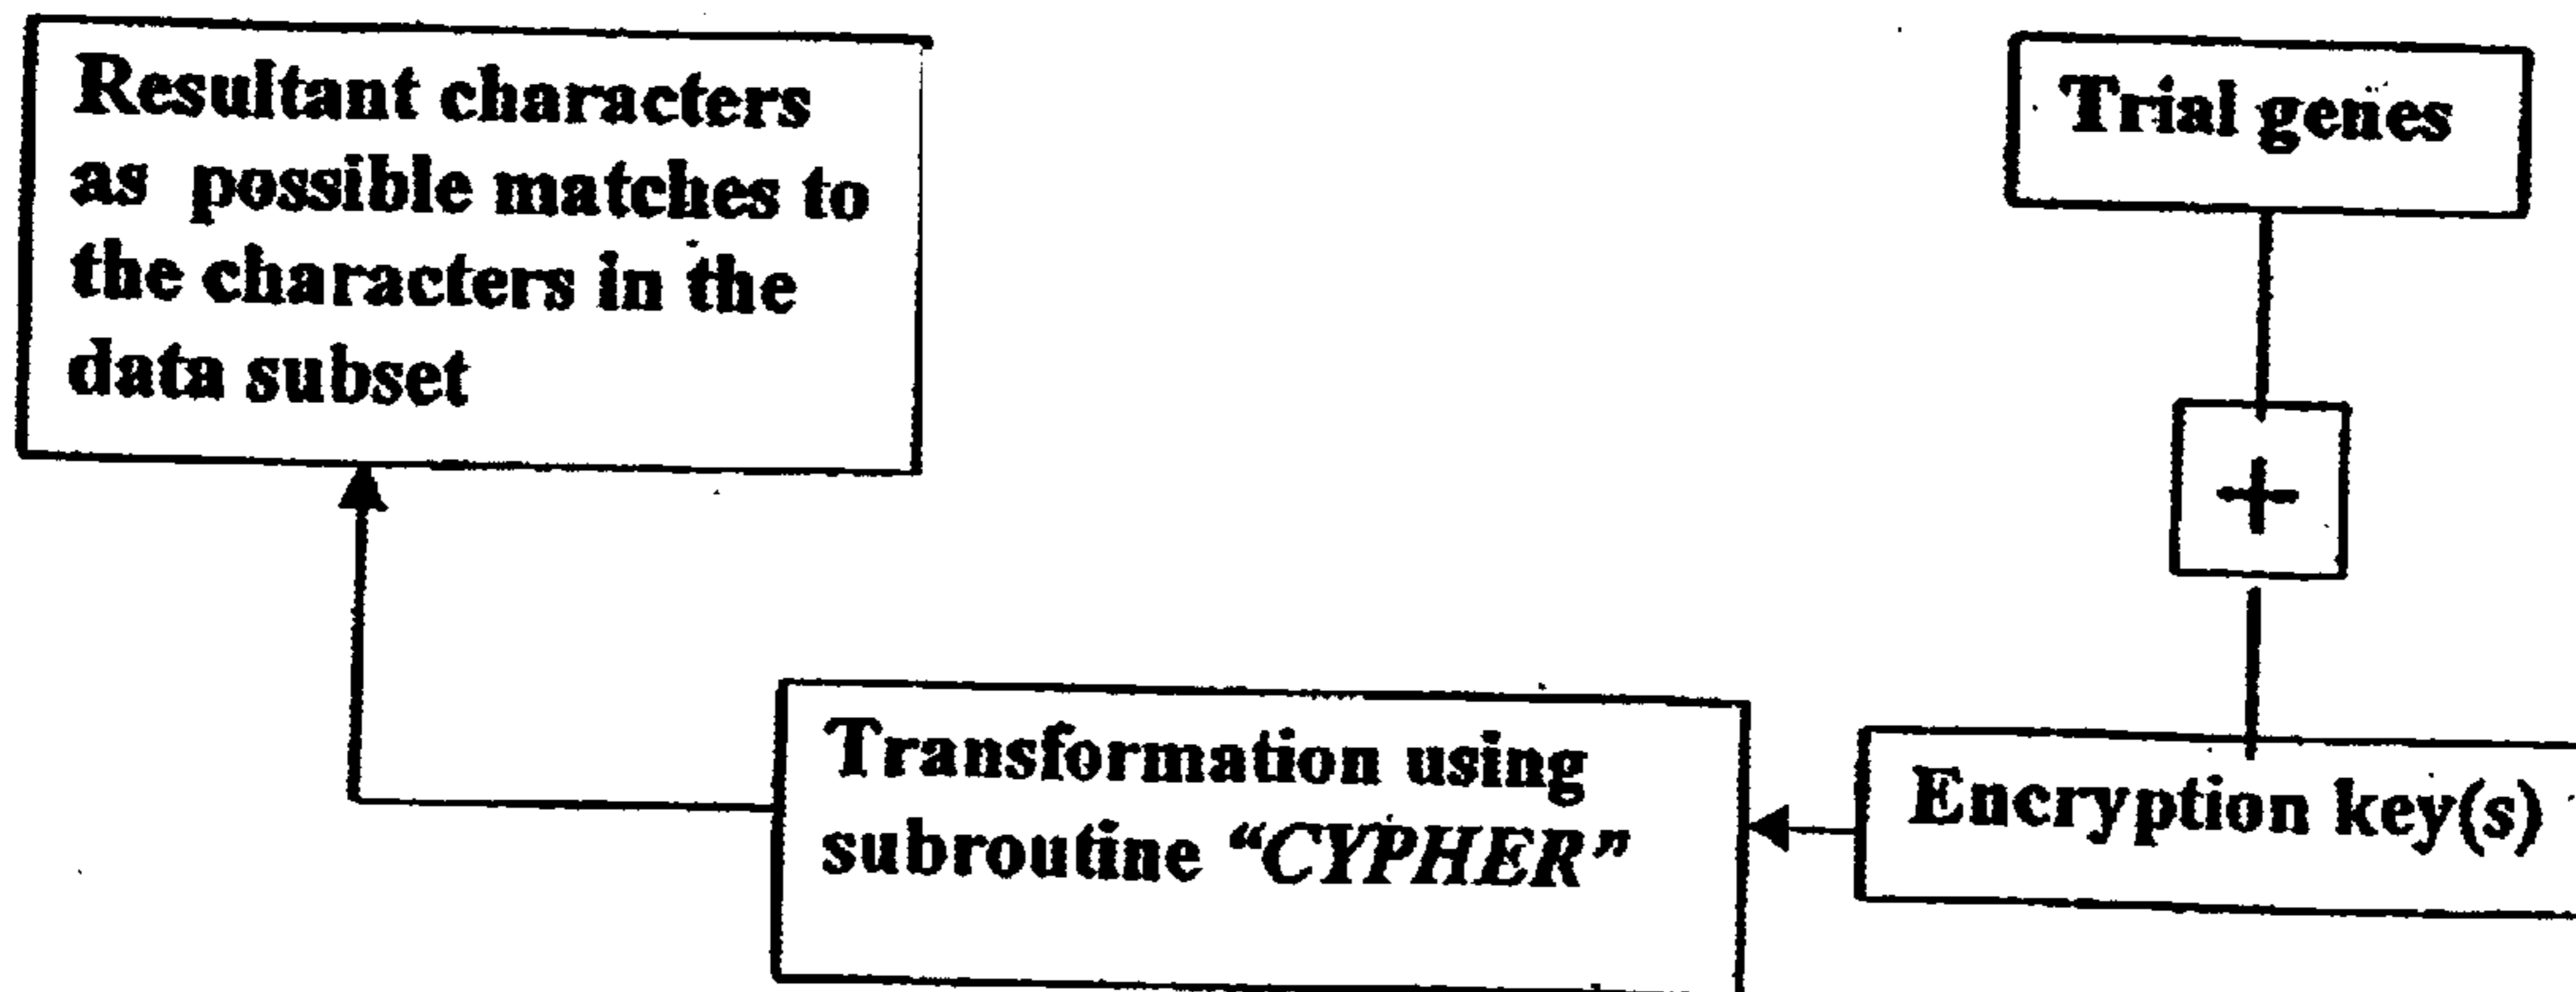 Resultant characters
as possible matches to
the characters in the
data subset
Trial genes
+
Transformation using
subroutine “CYPHER”
Encryption key(s)